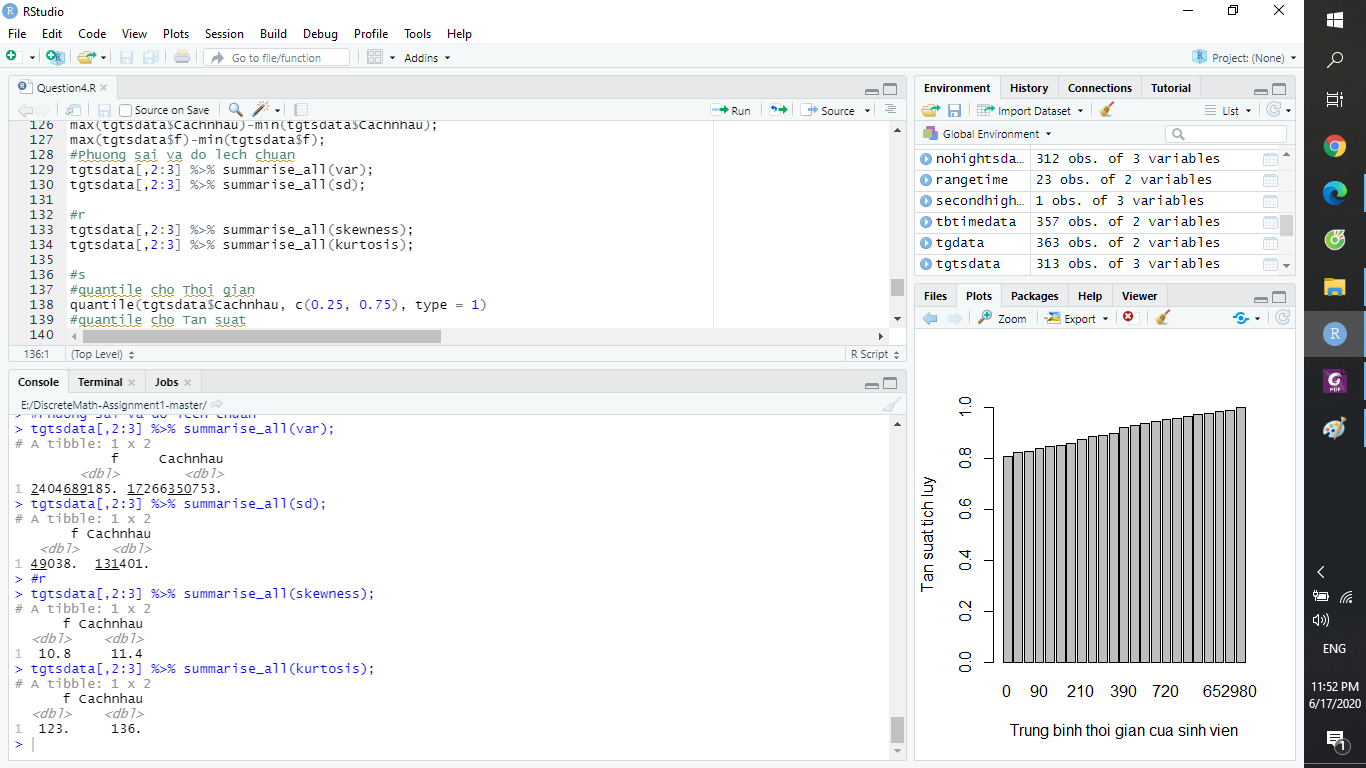 RStudio
File Edit Code View Plots Session Build Debug Profile Tools Help
Go to file/function Addins Project: (None)
Question4.R
Source on Save Run Source
126 max(tgtsdata$Cachnhau)-min(tgtsdata$Cachnhau);
127 max(tgtsdata$f)-min(tgtsdata$f);
128 #Phuong sai va do lech chuan
129 tgtsdata[,2:3] %>% summarise_all(var);
130 tgtsdata[,2:3] %>% summarise_all(sd);
131
132 #r
133 tgtsdata[,2:3] %>% summarise_all(skewness);
134 tgtsdata[,2:3] %>% summarise_all(kurtosis);
135
136 #s
137 #quantile cho Thoi gian
138 quantile(tgtsdata$Cachnhau, c(0.25, 0.75), type = 1)
139 #quantile cho Tan suat
140
136:1 (Top Level) R Script
Console Terminal Jobs
E:/DiscreteMath-Assignment1-master/
> #Phuong sai va do lech chuan
> tgtsdata[,2:3] %>% summarise_all(var);
# A tibble: 1 x 2
f Cachnhau
<dbl> <dbl>
1 2404689185. 17266350753.
> tgtsdata[,2:3] %>% summarise_all(sd);
# A tibble: 1 x 2
f Cachnhau
<dbl> <dbl>
1 49038. 131401.
> #r
> tgtsdata[,2:3] %>% summarise_all(skewness);
# A tibble: 1 x 2
f Cachnhau
<dbl> <dbl>
1 10.8 11.4
> tgtsdata[,2:3] %>% summarise_all(kurtosis);
# A tibble: 1 x 2
f Cachnhau
<dbl> <dbl>
1 123. 136.
>
Environment History Connections Tutorial
Import Dataset List
Global Environment
nohightsda... 312 obs. of 3 variables
rangetime 23 obs. of 2 variables
secondhigh... 1 obs. of 3 variables
tbtimedata 357 obs. of 2 variables
tgdata 363 obs. of 2 variables
tgtsdata 313 obs. of 3 variables
Files Plots Packages Help Viewer
Zoom Export
Tan suat tich luy
1.0
0.8
0.6
0.4
0.2
0.0
0 90 210 390 720 652980
Trung binh thoi gian cua sinh vien
R
PDF
ENG
11:52 PM
6/17/2020
1